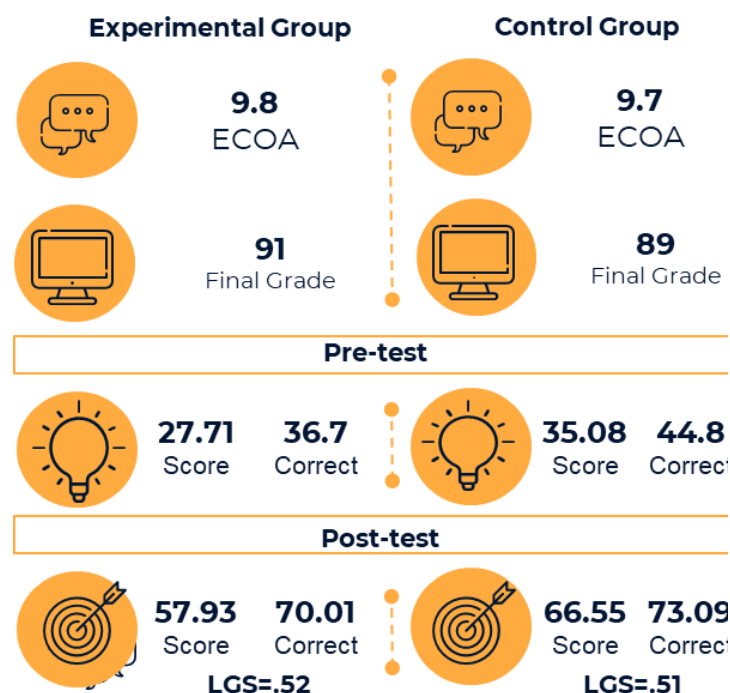 Experimental Group Control Group
9.8 9.7
ECOA ECOA
91 89
Final Grade Final Grade
Pre-test
27.71 36.7 35.08 44.8
Score Correct Score Correct
Post-test
57.93 70.01 66.55 73.09
Score Correct Score Correct
LGS=.52 LGS=.51